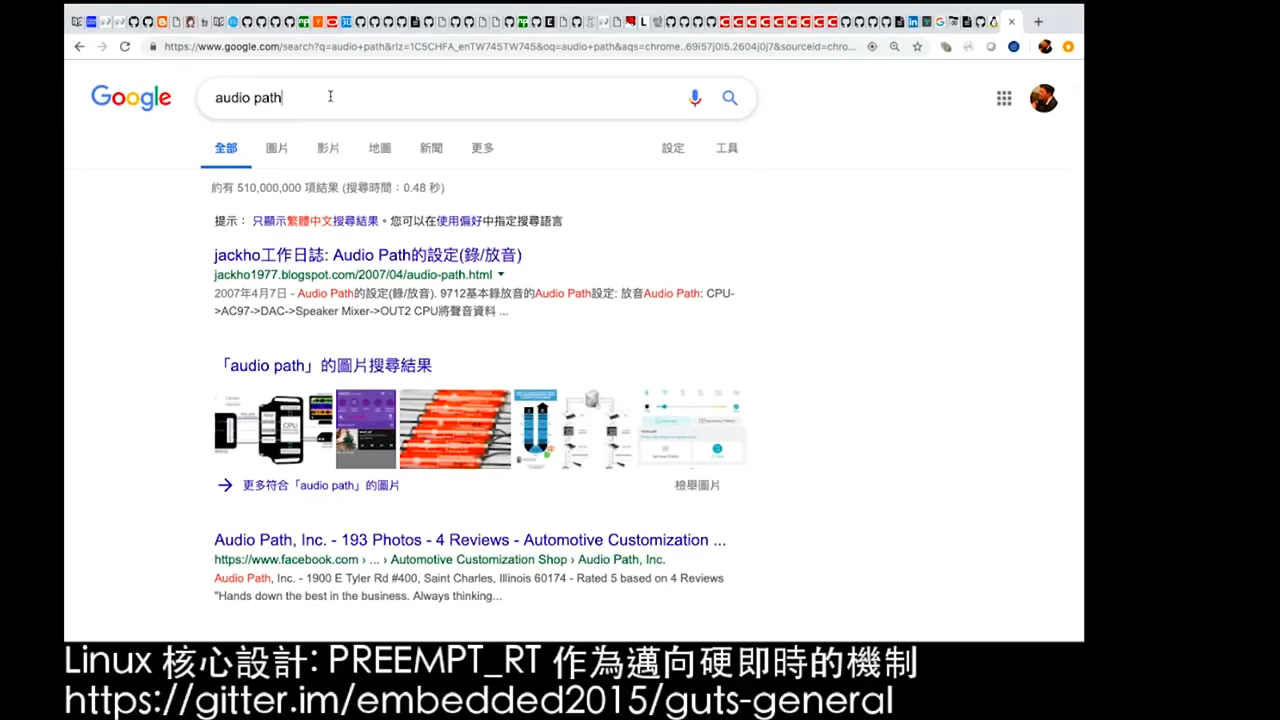 https://www.google.com/search?q=audio+path&rlz=1C5CHFA_enTW745TW745&oq=audio+path&aqs=chrome..69i57j0l5.2604j0j7&sourceid=chro...
Google
audio path
全部 圖片 影片 地圖 新聞 更多 設定 工具
約有 510,000,000 項結果 (搜尋時間：0.48 秒)
提示： 只顯示繁體中文搜尋結果。您可以在使用偏好中指定搜尋語言
jackho工作日誌: Audio Path的設定(錄/放音)
jackho1977.blogspot.com/2007/04/audio-path.html
2007年4月7日 - Audio Path的設定(錄/放音). 9712基本錄放音的Audio Path設定: 放音Audio Path: CPU-
>AC97->DAC->Speaker Mixer->OUT2 CPU將聲音資料 ...
「audio path」的圖片搜尋結果
CPU
更多符合「audio path」的圖片 檢舉圖片
Audio Path, Inc. - 193 Photos - 4 Reviews - Automotive Customization ...
https://www.facebook.com › ... › Automotive Customization Shop › Audio Path, Inc.
Audio Path, Inc. - 1900 E Tyler Rd #400, Saint Charles, Illinois 60174 - Rated 5 based on 4 Reviews
"Hands down the best in the business. Always thinking...
Linux 核心設計: PREEMPT_RT 作為邁向硬即時的機制
https://gitter.im/embedded2015/guts-general